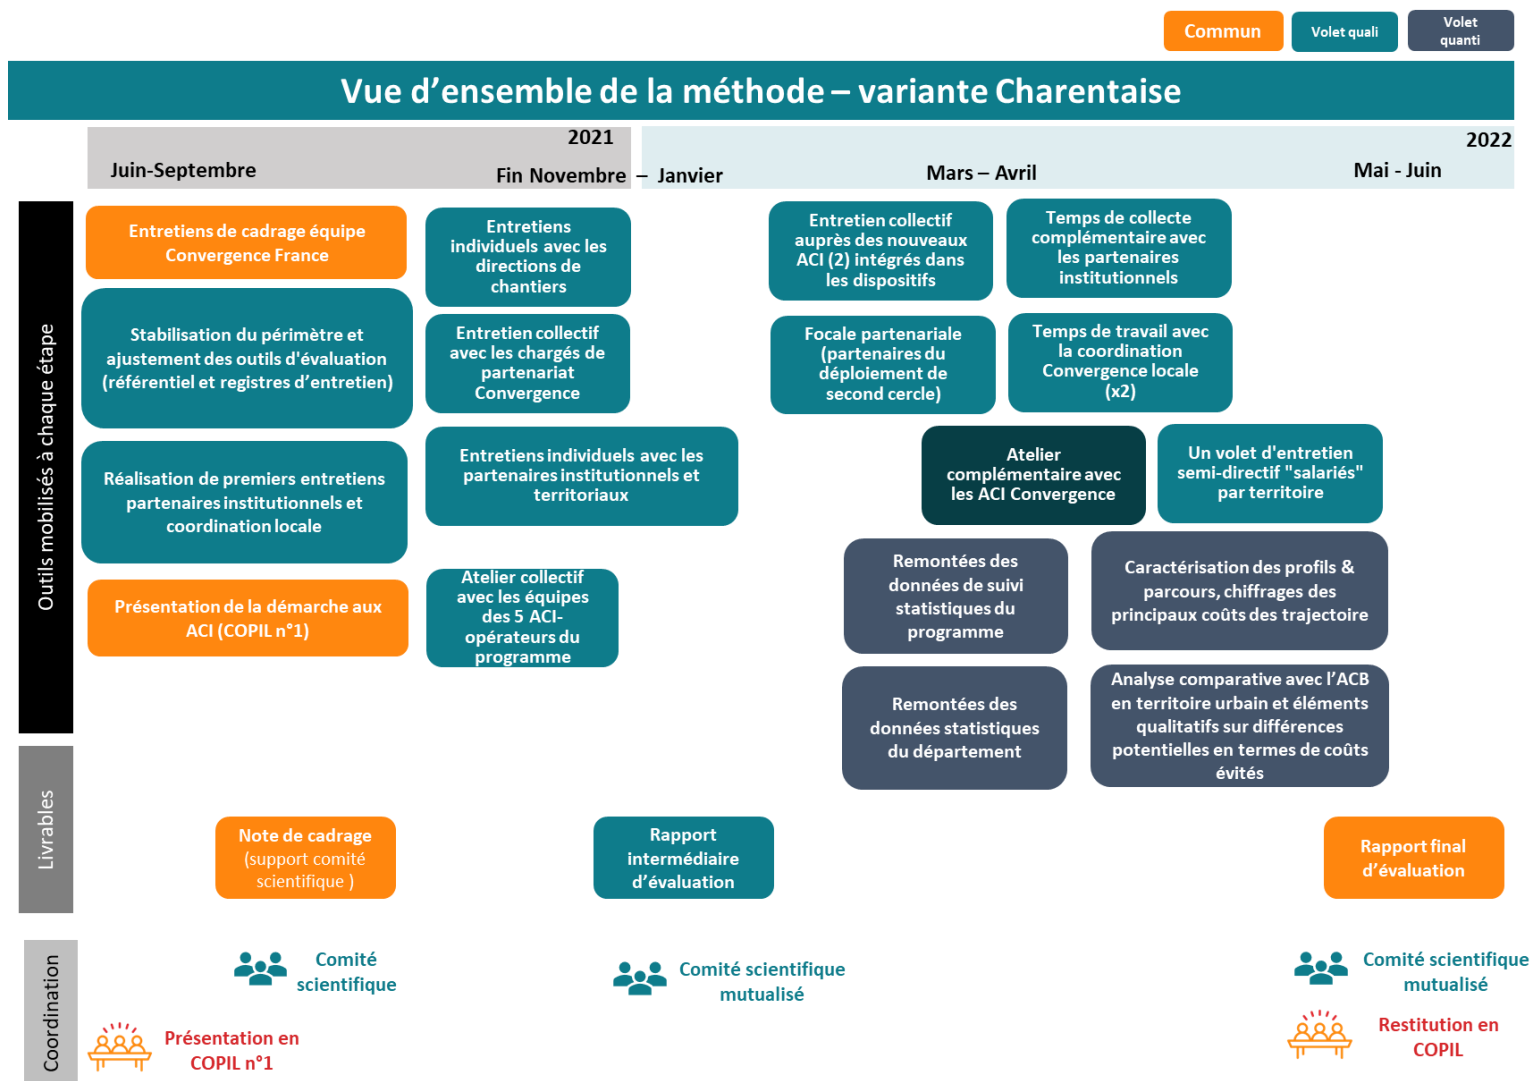 Commun
Volet quali
Volet
quanti
Vue d’ensemble de la méthode – variante Charentaise
2021
2022
Juin-Septembre
Fin Novembre – Janvier
Mars – Avril
Mai - Juin
Outils mobilisés à chaque étape
Entretiens de cadrage équipe
Convergence France
Stabilisation du périmètre et
ajustement des outils d'évaluation
(référentiel et registres d’entretien)
Réalisation de premiers entretiens
partenaires institutionnels et
coordination locale
Présentation de la démarche aux
ACI (COPIL n°1)
Entretiens
individuels avec les
directions de
chantiers
Entretien collectif
avec les chargés de
partenariat
Convergence
Entretiens individuels avec les
partenaires institutionnels et
territoriaux
Atelier collectif
avec les équipes
des 5 ACI-
opérateurs du
programme
Entretien collectif
auprès des nouveaux
ACI (2) intégrés dans
les dispositifs
Temps de collecte
complémentaire avec
les partenaires
institutionnels
Focale partenariale
(partenaires du
déploiement de
second cercle)
Temps de travail avec
la coordination
Convergence locale
(x2)
Atelier
complémentaire avec
les ACI Convergence
Un volet d'entretien
semi-directif "salariés"
par territoire
Remontées des
données de suivi
statistiques du
programme
Caractérisation des profils &
parcours, chiffrages des
principaux coûts des trajectoire
Remontées des
données statistiques
du département
Analyse comparative avec l’ACB
en territoire urbain et éléments
qualitatifs sur différences
potentielles en termes de coûts
évités
Livrables
Note de cadrage
(support comité
scientifique )
Rapport
intermédiaire
d’évaluation
Rapport final
d’évaluation
Coordination
Comité
scientifique
Comité scientifique
mutualisé
Comité scientifique
mutualisé
Présentation en
COPIL n°1
Restitution en
COPIL